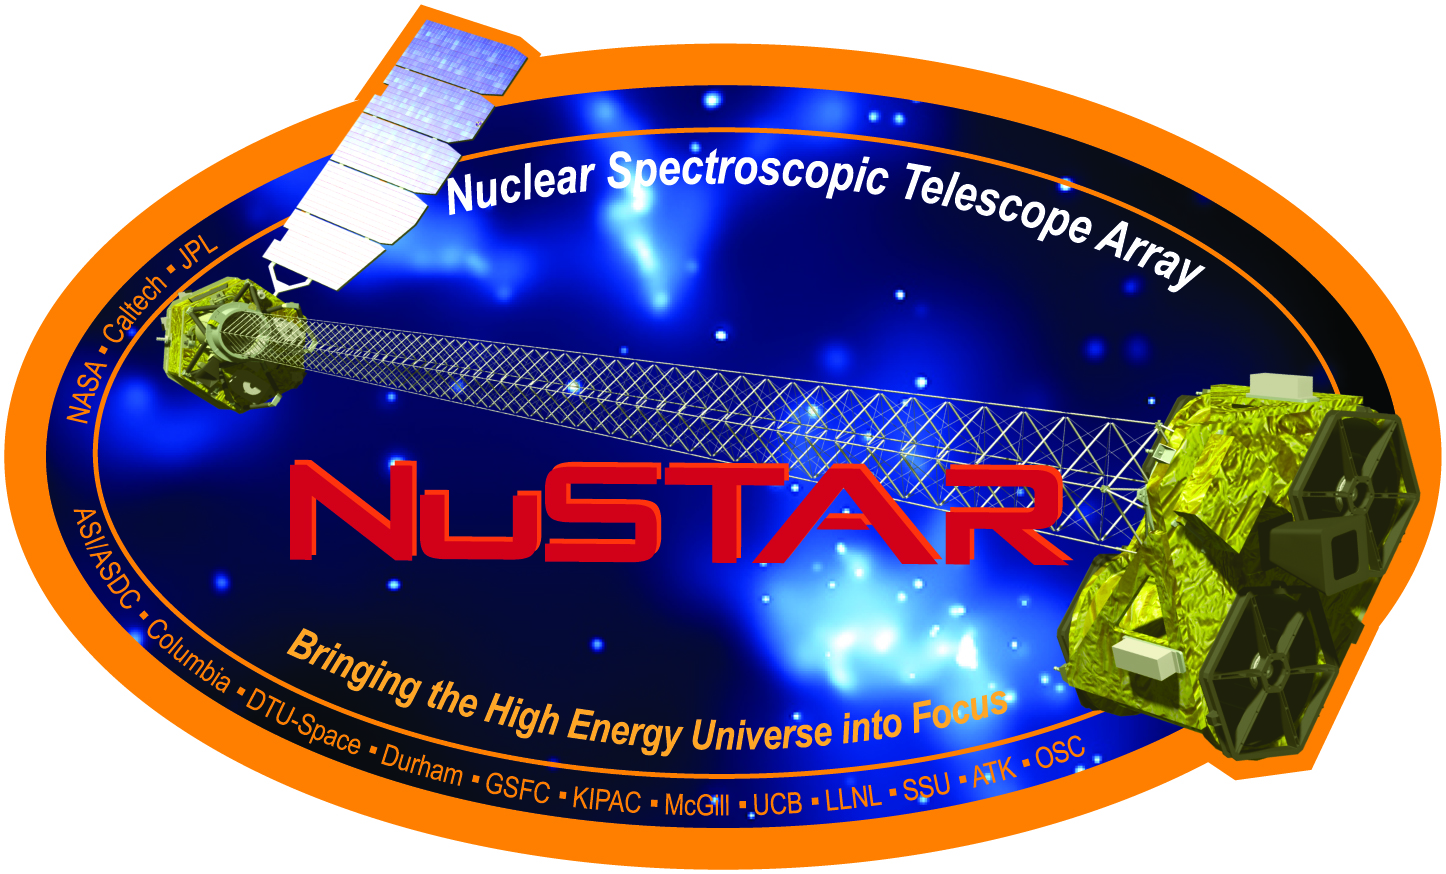 Nuclear Spectroscopic Telescope Array
NASA ▪ Caltech ▪ JPL
NuSTAR
Bringing the High Energy Universe into Focus
ASI/ASDC ▪ Columbia ▪ DTU-Space ▪ Durham ▪ GSFC ▪ KIPAC ▪ McGill ▪ UCB ▪ LLNL ▪ SSU ▪ ATK ▪ OSC